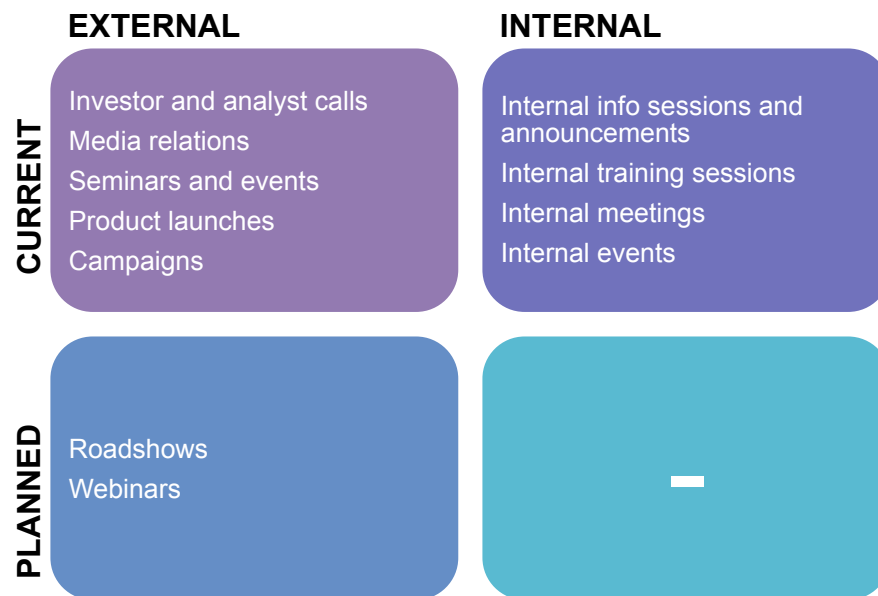 EXTERNAL
INTERNAL
CURRENT
Investor and analyst calls
Media relations
Seminars and events
Product launches
Campaigns
Internal info sessions and
announcements
Internal training sessions
Internal meetings
Internal events
PLANNED
Roadshows
Webinars
-